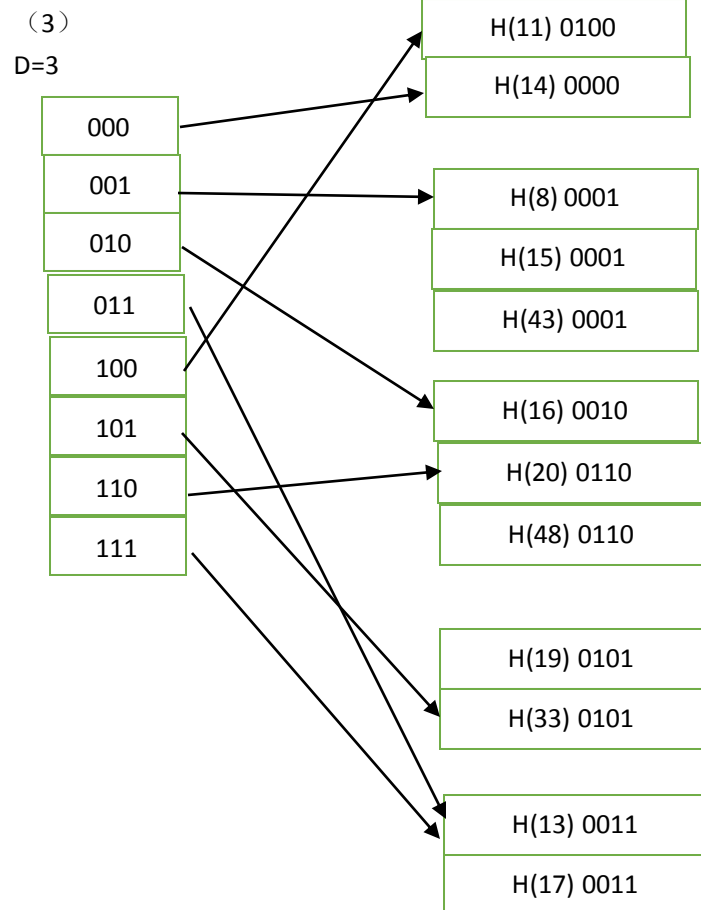 （3）
D=3
000
001
010
011
100
101
110
111
H(11) 0100
H(14) 0000
H(8) 0001
H(15) 0001
H(43) 0001
H(16) 0010
H(20) 0110
H(48) 0110
H(19) 0101
H(33) 0101
H(13) 0011
H(17) 0011